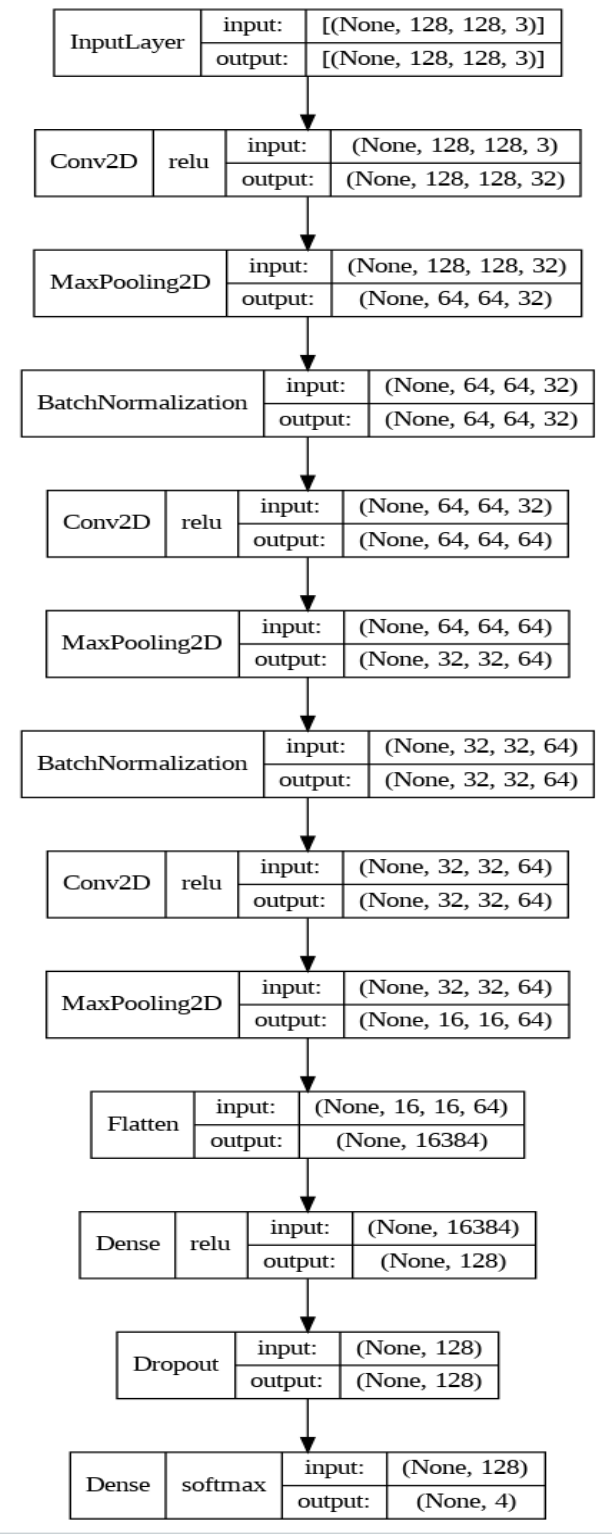 InputLayer input: [(None, 128, 128, 3)]
output: [(None, 128, 128, 3)]
Conv2D relu input: (None, 128, 128, 3)
output: (None, 128, 128, 32)
MaxPooling2D input: (None, 128, 128, 32)
output: (None, 64, 64, 32)
BatchNormalization input: (None, 64, 64, 32)
output: (None, 64, 64, 32)
Conv2D relu input: (None, 64, 64, 32)
output: (None, 64, 64, 64)
MaxPooling2D input: (None, 64, 64, 64)
output: (None, 32, 32, 64)
BatchNormalization input: (None, 32, 32, 64)
output: (None, 32, 32, 64)
Conv2D relu input: (None, 32, 32, 64)
output: (None, 32, 32, 64)
MaxPooling2D input: (None, 32, 32, 64)
output: (None, 16, 16, 64)
Flatten input: (None, 16, 16, 64)
output: (None, 16384)
Dense relu input: (None, 16384)
output: (None, 128)
Dropout input: (None, 128)
output: (None, 128)
Dense softmax input: (None, 128)
output: (None, 4)